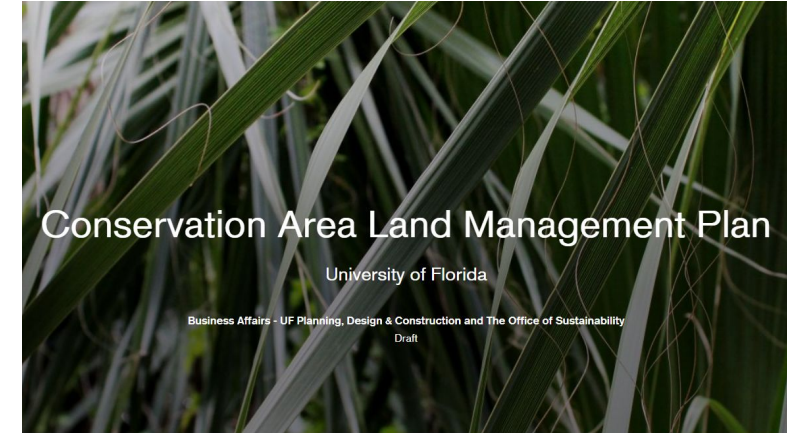 Conservation Area Land Management Plan
University of Florida
Business Affairs - UF Planning, Design & Construction and The Office of Sustainability
Draft